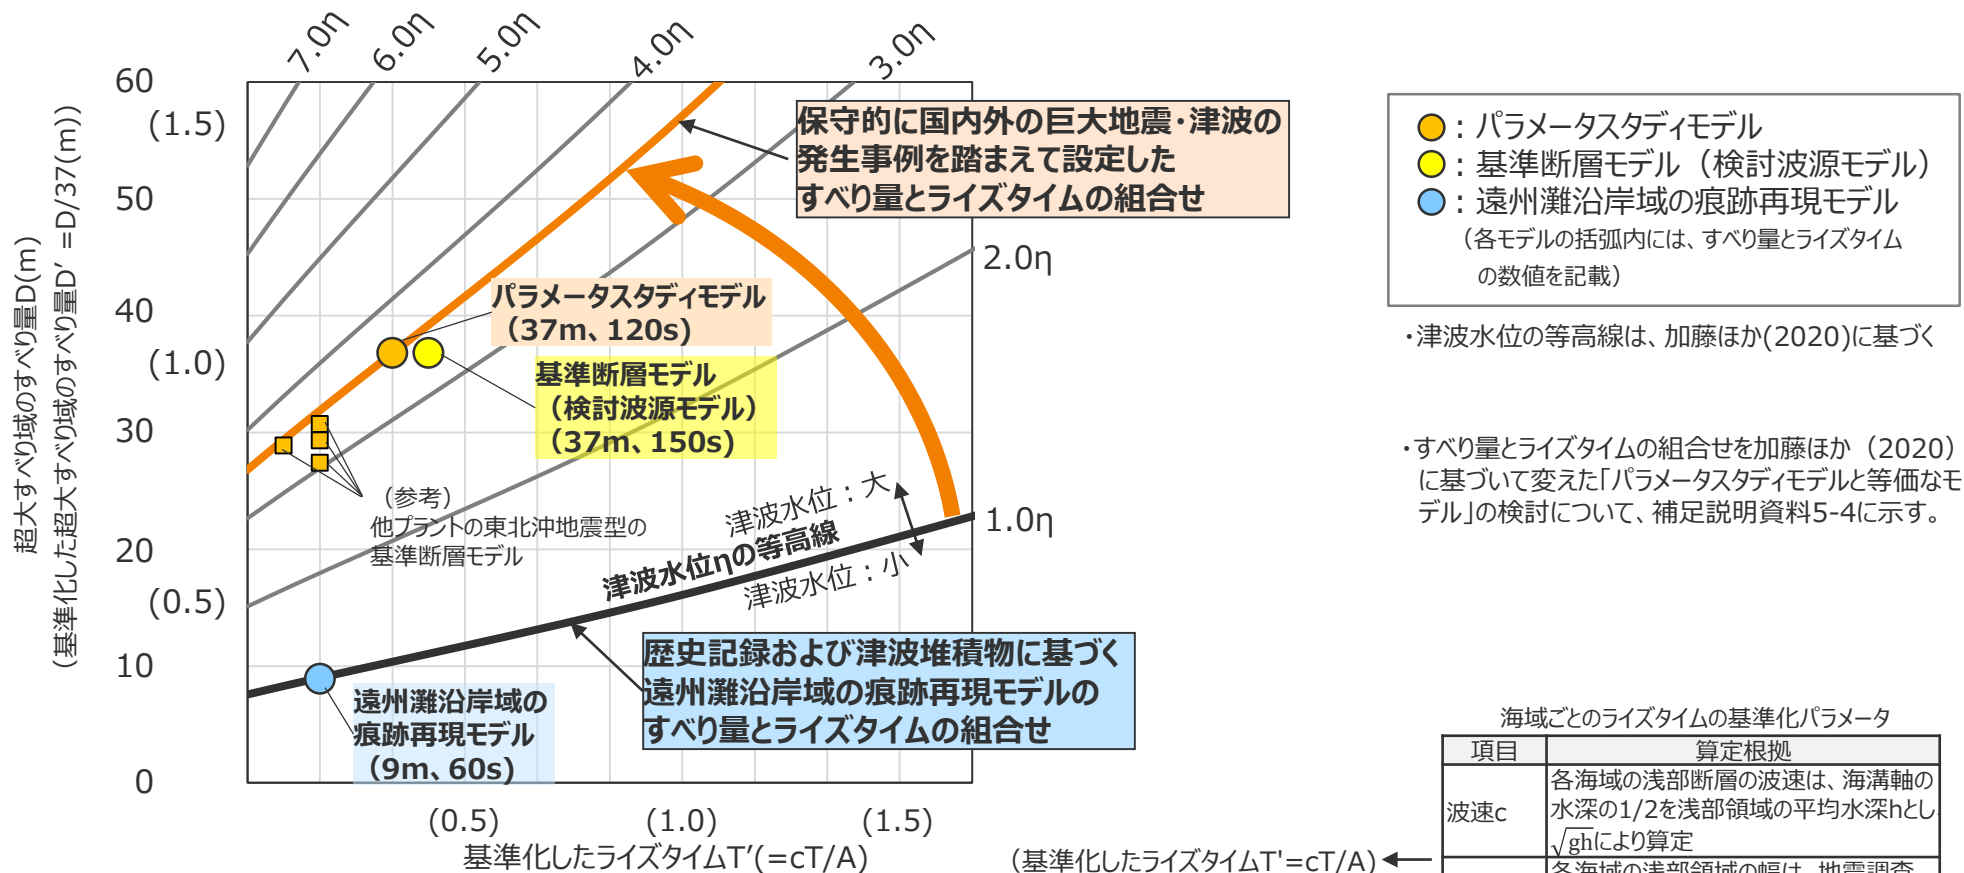 7.0η
6.0η
5.0η
4.0η
3.0η
2.0η
1.0η
60
(1.5)
50
40
(1.0)
30
20
(0.5)
10
0
超大すべり域のすべり量D(m)
(基準化した超大すべり域のすべり量D’ =D/37(m))
保守的に国内外の巨大地震・津波の
発生事例を踏まえて設定した
すべり量とライズタイムの組合せ
パラメータスタディモデル
(37m、120s)
基準断層モデル
(検討波源モデル)
(37m、150s)
(参考)
他プラントの東北沖地震型の
基準断層モデル
津波水位:大
津波水位ηの等高線
津波水位:小
歴史記録および津波堆積物に基づく
遠州灘沿岸域の痕跡再現モデルの
すべり量とライズタイムの組合せ
遠州灘沿岸域の
痕跡再現モデル
(9m、60s)
(0.5)
(1.0)
(1.5)
基準化したライズタイムT’(=cT/A)
:パラメータスタディモデル
:基準断層モデル(検討波源モデル)
:遠州灘沿岸域の痕跡再現モデル
(各モデルの括弧内には、すべり量とライズタイム
の数値を記載)
・津波水位の等高線は、加藤ほか(2020)に基づく
・すべり量とライズタイムの組合せを加藤ほか(2020)
に基づいて変えた「パラメータスタディモデルと等価なモ
デル」の検討について、補足説明資料5-4に示す。
海域ごとのライズタイムの基準化パラメータ
項目 算定根拠
波速c
各海域の浅部断層の波速は、海溝軸の
水深の1/2を浅部領域の平均水深hとし
√ghにより算定
各海域の浅部領域の幅は、地震調査
(基準化したライズタイムT'=cT/A)